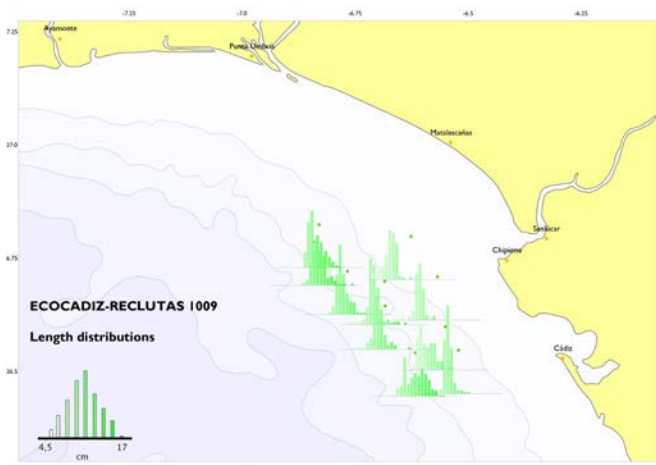 -7.25 -7.0 -6.75 -6.5 -6.25
7.25
Ayamonte
Punta Umbría
37.0
Matalascañas
Sanlúcar
Chipiona
6.75
ECOCADIZ-RECLUTAS 1009
Length distributions
Cádiz
36.5
4,5 17
cm